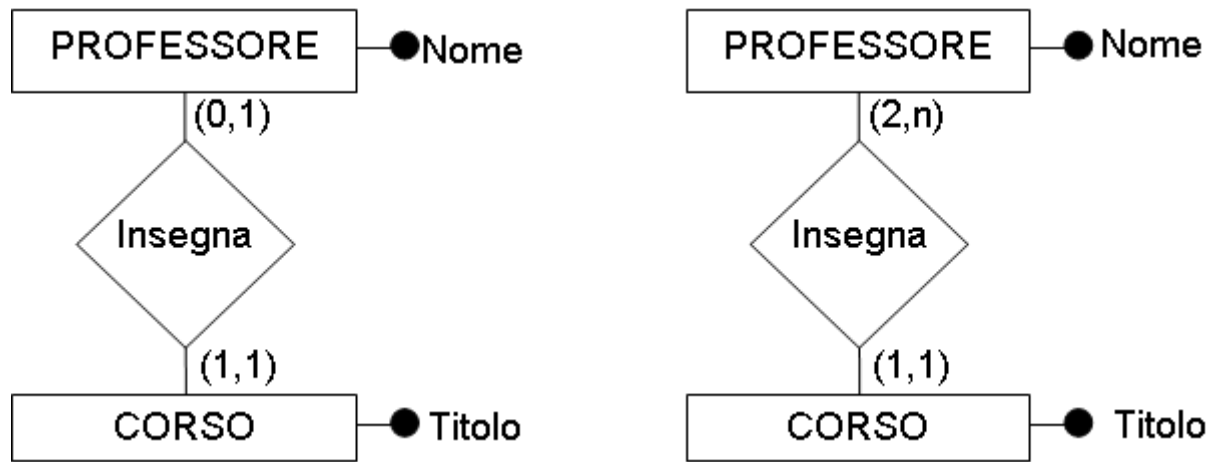 PROFESSORE Nome
(0,1)
Insegna
(1,1)
CORSO Titolo
PROFESSORE Nome
(2,n)
Insegna
(1,1)
CORSO Titolo